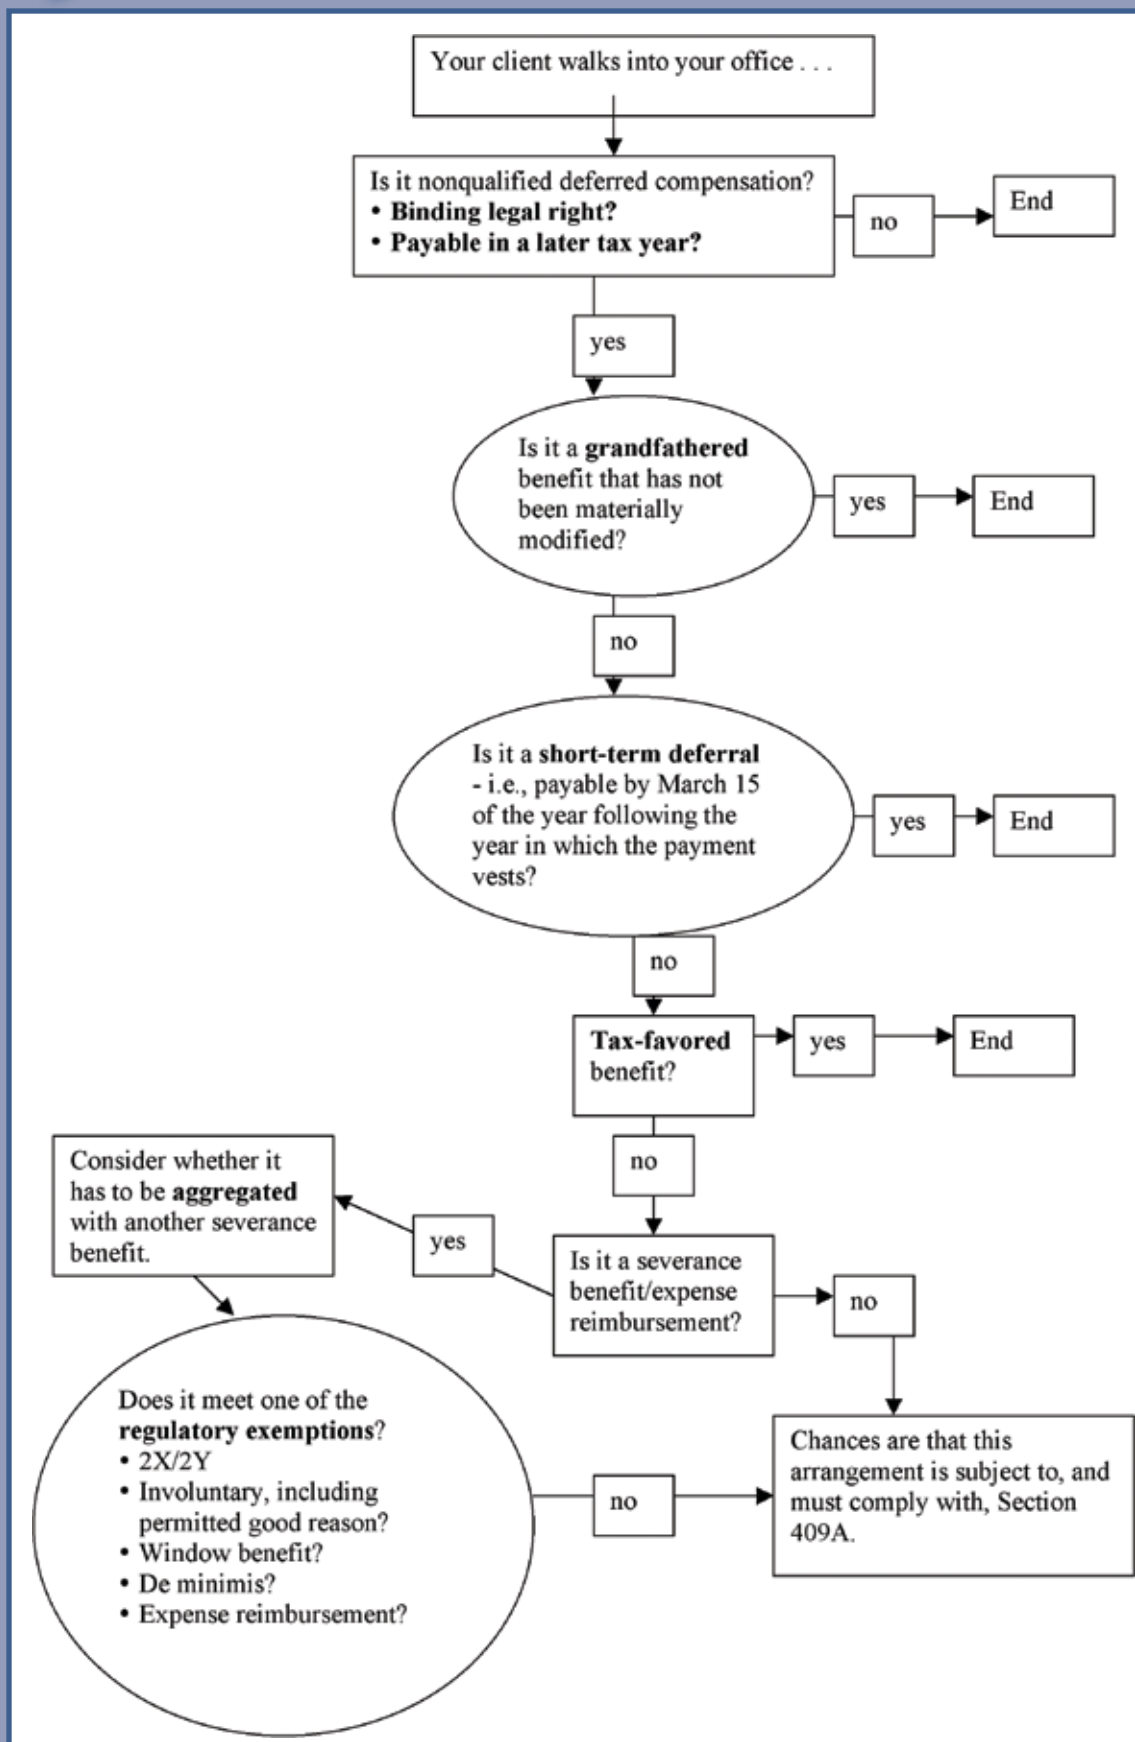 Your client walks into your office . . .
Is it nonqualified deferred compensation?
• Binding legal right?
• Payable in a later tax year?
no
End
yes
Is it a grandfathered
benefit that has not
been materially
modified?
yes
End
no
Is it a short-term deferral
- i.e., payable by March 15
of the year following the
year in which the payment
vests?
yes
End
no
Tax-favored
benefit?
yes
End
no
Is it a severance
benefit/expense
reimbursement?
yes
Consider whether it
has to be aggregated
with another severance
benefit.
no
Does it meet one of the
regulatory exemptions?
• 2X/2Y
• Involuntary, including
permitted good reason?
• Window benefit?
• De minimis?
• Expense reimbursement?
no
Chances are that this
arrangement is subject to, and
must comply with, Section
409A.